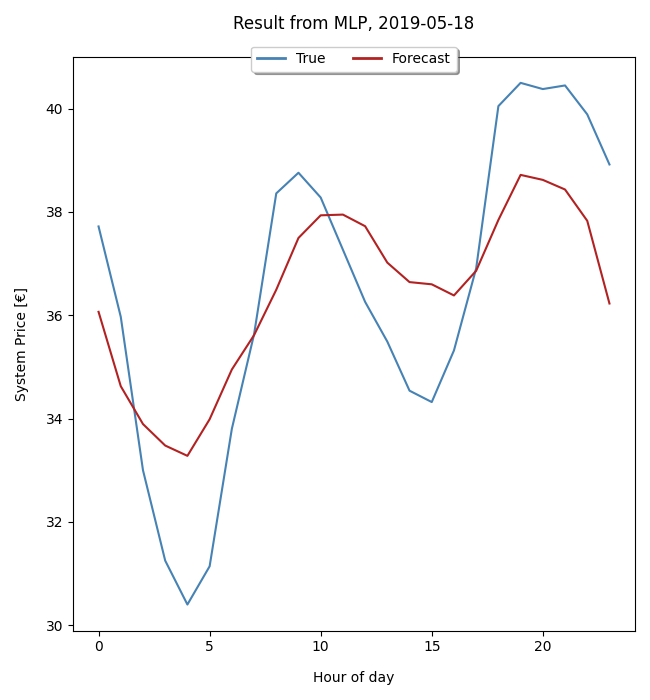 Result from MLP, 2019-05-18
True
Forecast
System Price [€]
40
38
36
34
32
30
0
5
10
15
20
Hour of day